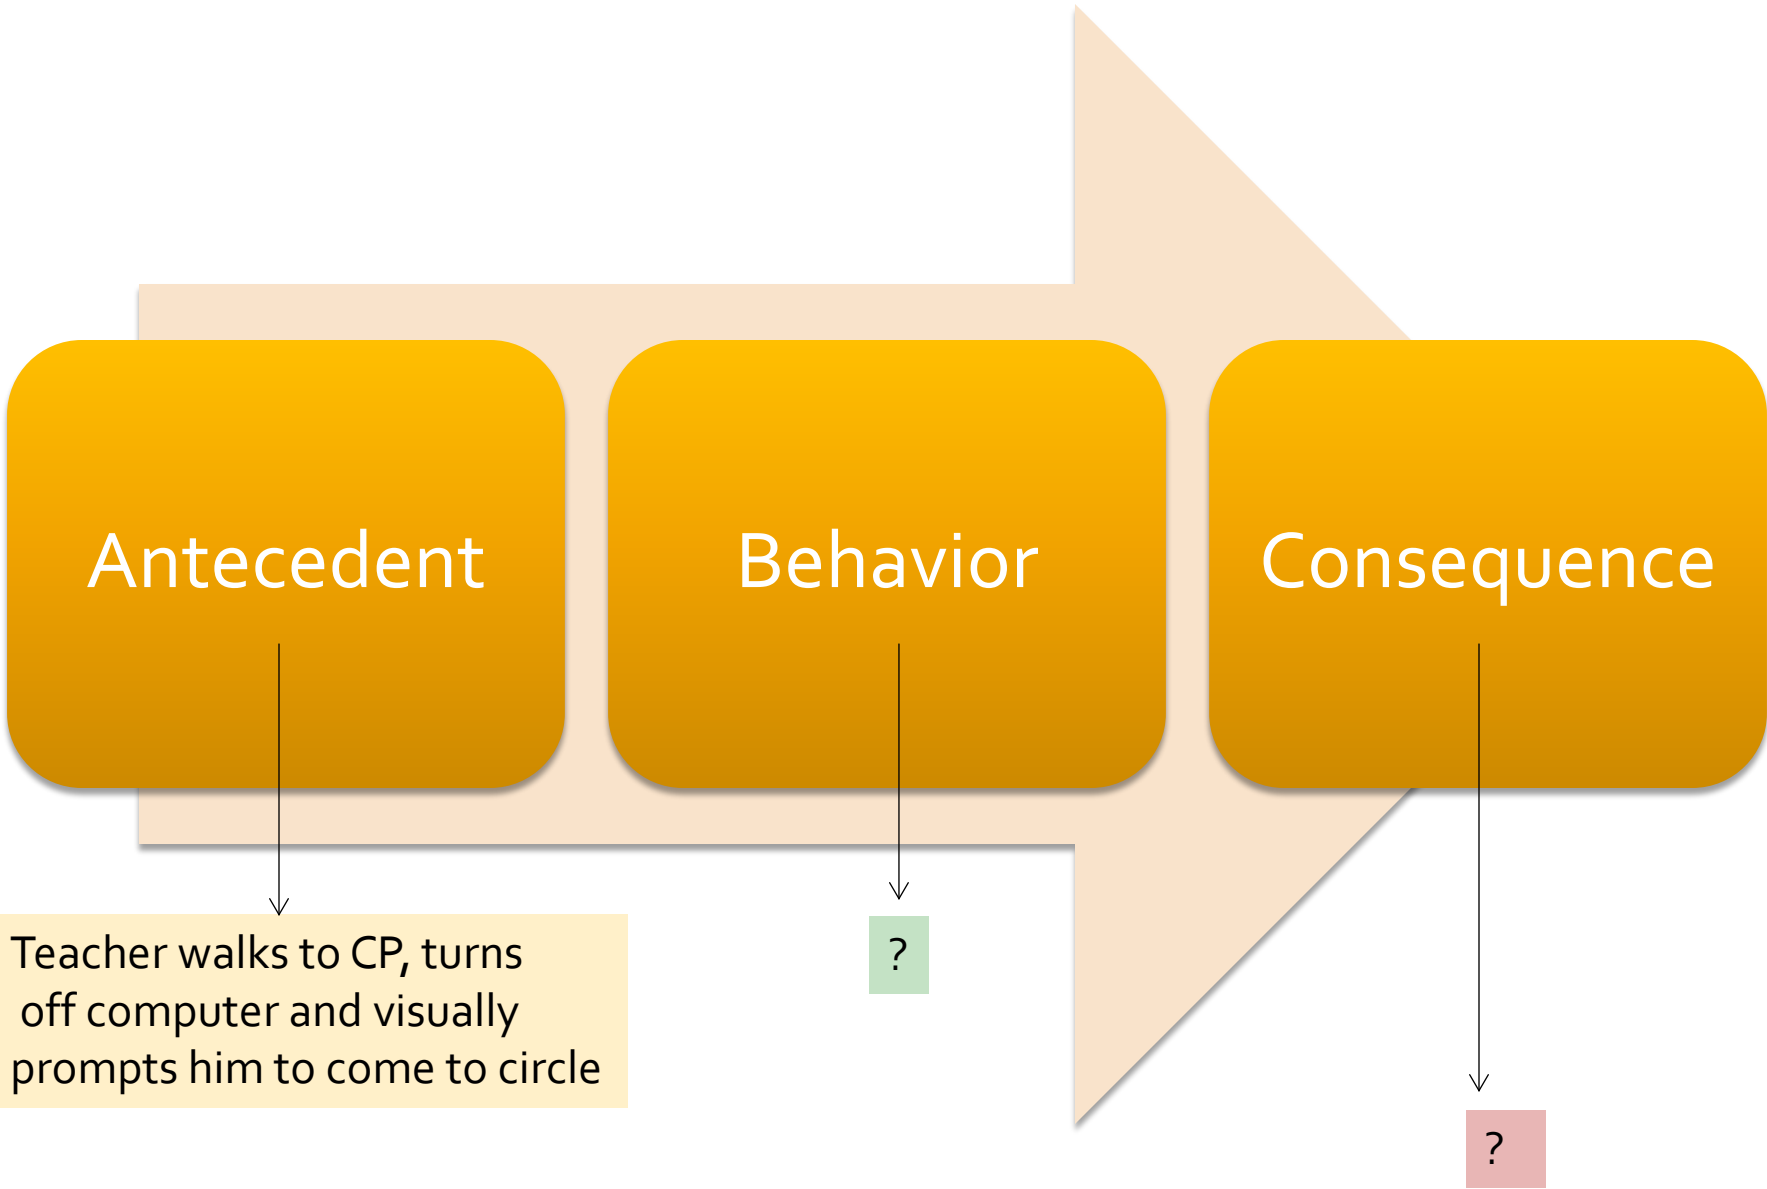 Antecedent
Behavior
Consequence
Teacher walks to CP, turns
off computer and visually
prompts him to come to circle
?
?